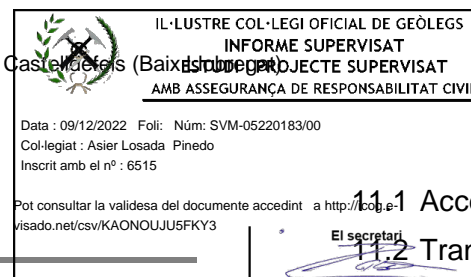 IL·LUSTRE COL·LEGI OFICIAL DE GEÒLEGS
INFORME SUPERVISAT
Castelldefels (Baix Llobregat)
ESTUDI O PROJECTE SUPERVISAT
AMB ASSEGURANÇA DE RESPONSABILITAT CIVIL
Data : 09/12/2022 Foli: Núm: SVM-05220183/00
Col·legiat : Asier Losada Pinedo
Inscrit amb el nº : 6515
Pot consultar la validesa del documente accedint a http://icog.e-
visado.net/csv/KAONOUJU5FKY3
11.1 Acc
El secretari
11.2 Tra